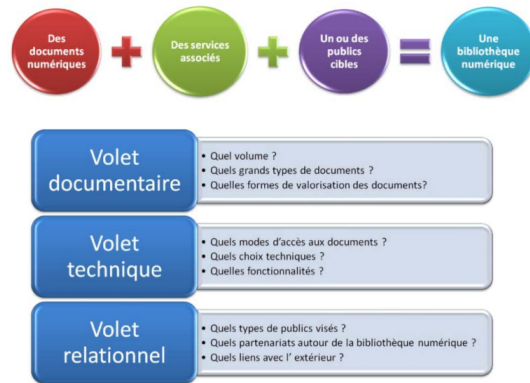 Des
documents
numériques
Des services
associés
Un ou des
publics
cibles
Une
bibliothèque
numérique
Volet
documentaire
• Quel volume ?
• Quels grands types de documents ?
• Quelles formes de valorisation des documents?
Volet
technique
• Quels modes d'accès aux documents ?
• Quels choix techniques ?
• Quelles fonctionnalités ?
Volet
relationnel
• Quels types de publics visés ?
• Quels partenariats autour de la bibliothèque numérique ?
• Quels liens avec l' extérieur ?